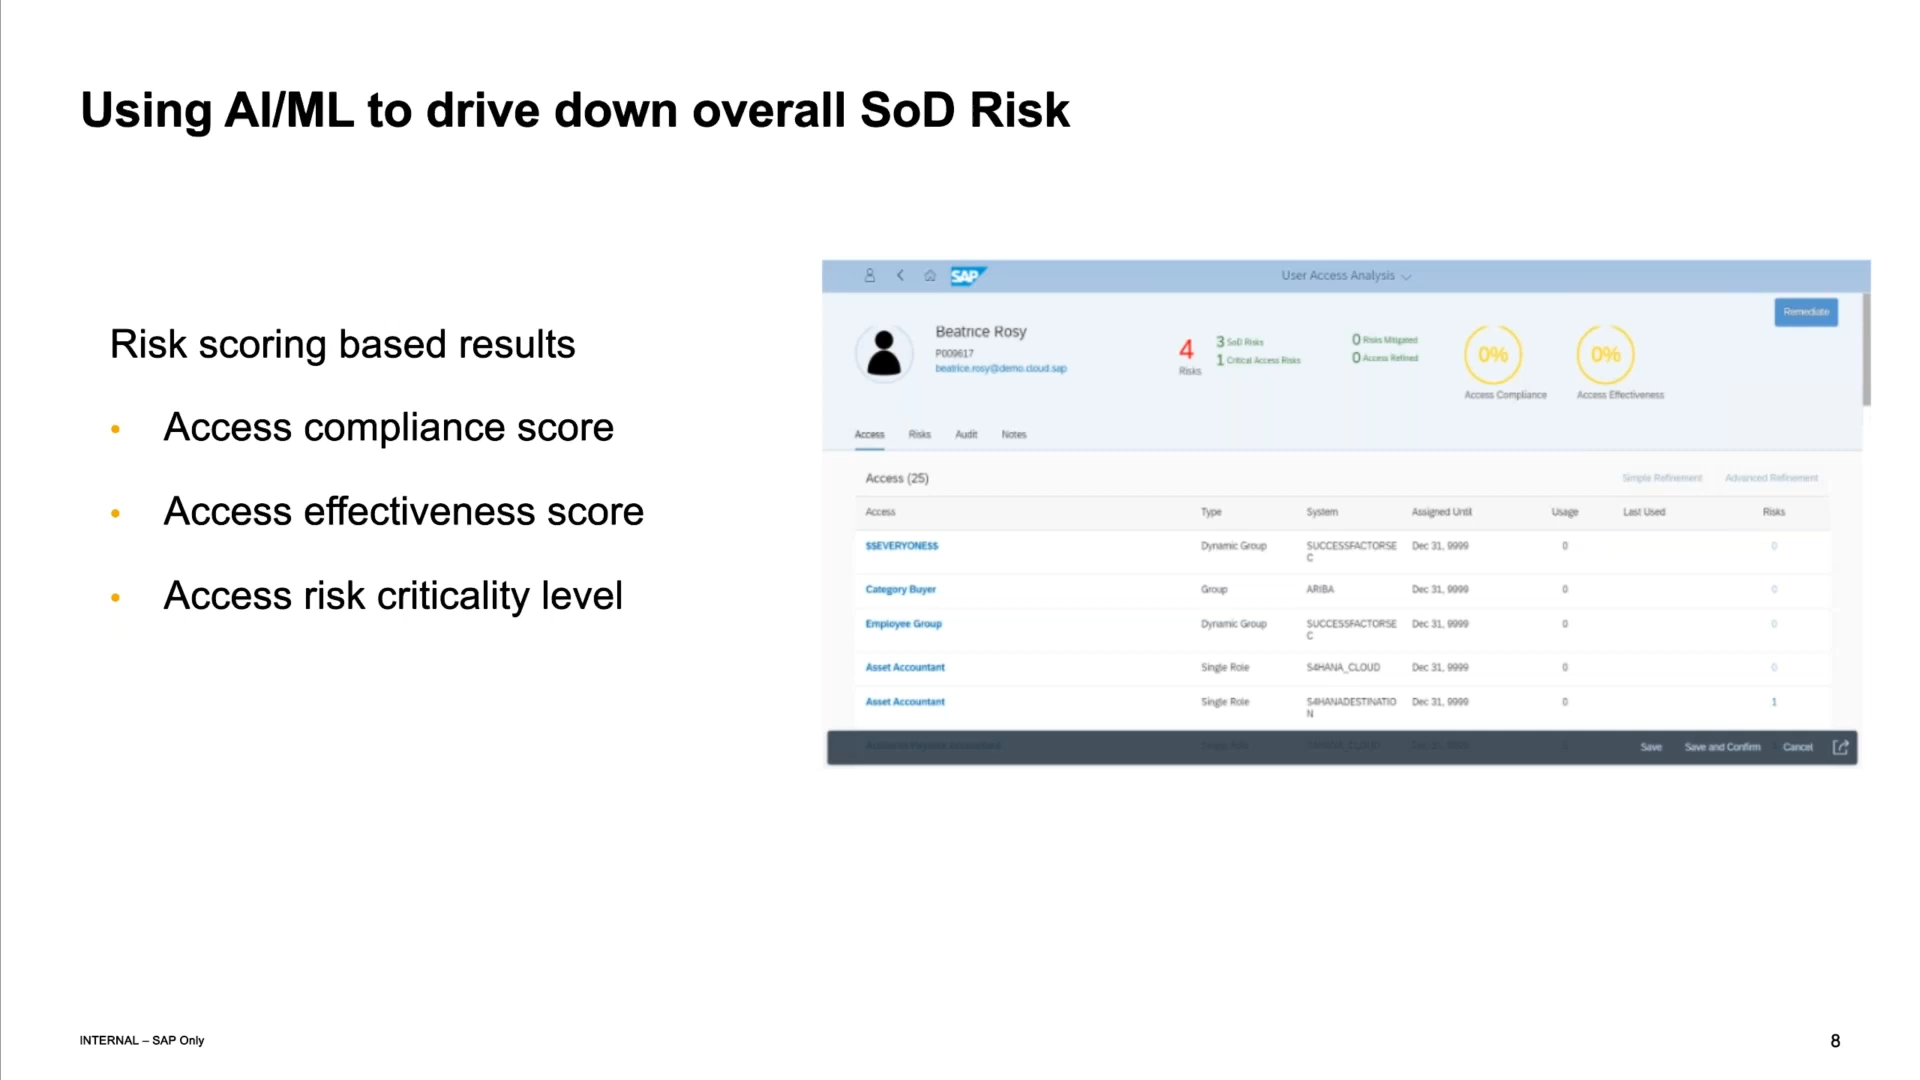 Using AI/ML to drive down overall SoD Risk
Risk scoring based results
• Access compliance score
• Access effectiveness score
• Access risk criticality level
SAP
User Access Analysis
Remediate
Beatrice Rosy
P009617
beatrice.rosy@demo.cloud.sap
4
Risks
3 SoD Risks
1 Critical Access Risks
0 Risks Mitigated
0 Access Refined
0%
Access Compliance
0%
Access Effectiveness
Access Risks Audit Notes
Access (25)
Simple Refinement Advanced Refinement
Access Type System Assigned Until Usage Last Used Risks
$$EVERYONE$$ Dynamic Group SUCCESSFACTORSE Dec 31, 9999 0 0
C
Category Buyer Group ARIBA Dec 31, 9999 0 0
Employee Group Dynamic Group SUCCESSFACTORSE Dec 31, 9999 0 0
C
Asset Accountant Single Role S4HANA_CLOUD Dec 31, 9999 0 0
Asset Accountant Single Role S4HANADESTINATIO Dec 31, 9999 0 1
N
Save Save and Confirm Cancel
INTERNAL – SAP Only
8